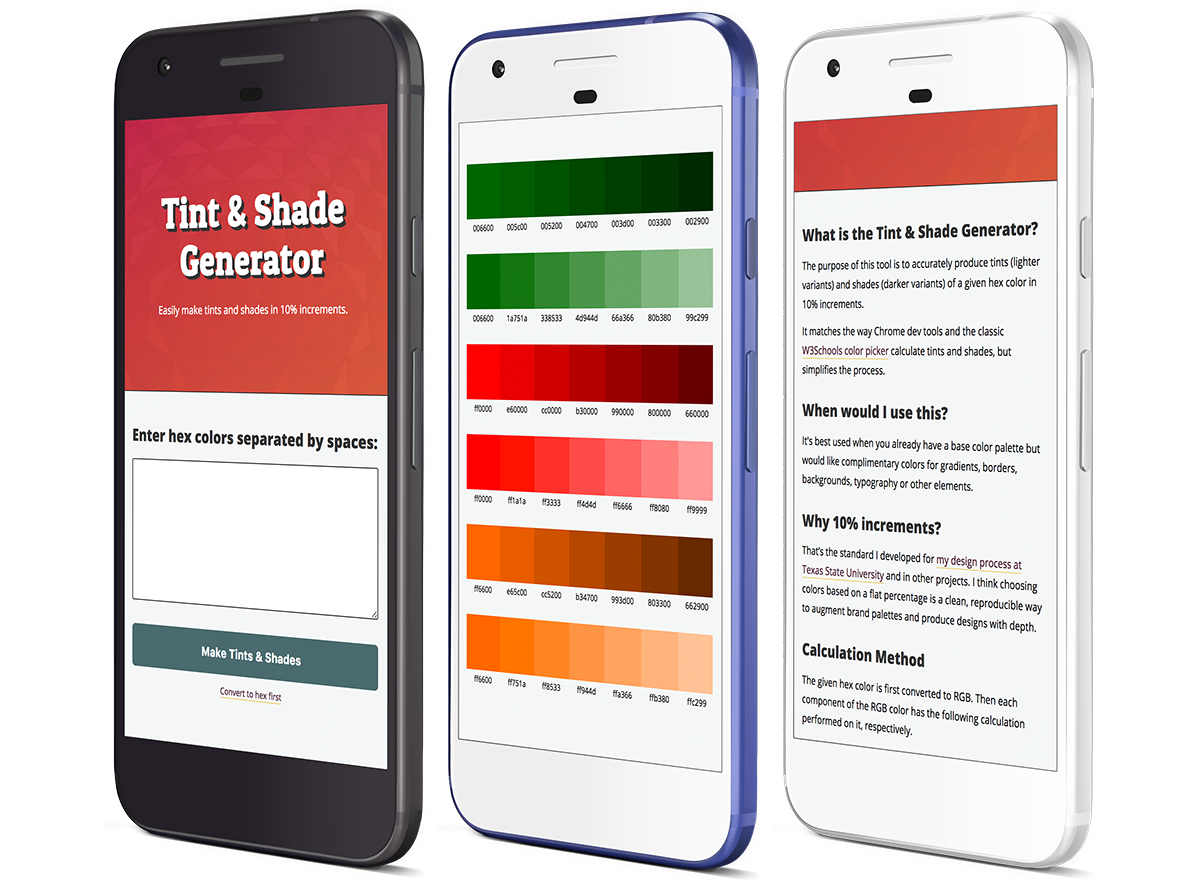 Tint & Shade
Generator
Easily make tints and shades in 10% increments.
Enter hex colors separated by spaces:
Make Tints & Shades
Convert to hex first
006600 005c00 005200 004700 003d00 003300 002900
006600 1a751a 338533 4d944d 66a366 80b380 99c299
ff0000 e60000 cc0000 b30000 990000 800000 660000
ff0000 ff1a1a ff3333 ff4d4d ff6666 ff8080 ff9999
ff6600 e65c00 cc5200 b34700 993d00 803300 662900
ff6600 ff751a ff8533 ff944d ffa366 ffb380 ffc299
What is the Tint & Shade Generator?
The purpose of this tool is to accurately produce tints (lighter
variants) and shades (darker variants) of a given hex color in
10% increments.
It matches the way Chrome dev tools and the classic
W3Schools color picker calculate tints and shades, but
simplifies the process.
When would I use this?
It's best used when you already have a base color palette but
would like complimentary colors for gradients, borders,
backgrounds, typography or other elements.
Why 10% increments?
That's the standard I developed for my design process at
Texas State University and in other projects. I think choosing
colors based on a flat percentage is a clean, reproducible way
to augment brand palettes and produce designs with depth.
Calculation Method
The given hex color is first converted to RGB. Then each
component of the RGB color has the following calculation
performed on it, respectively.